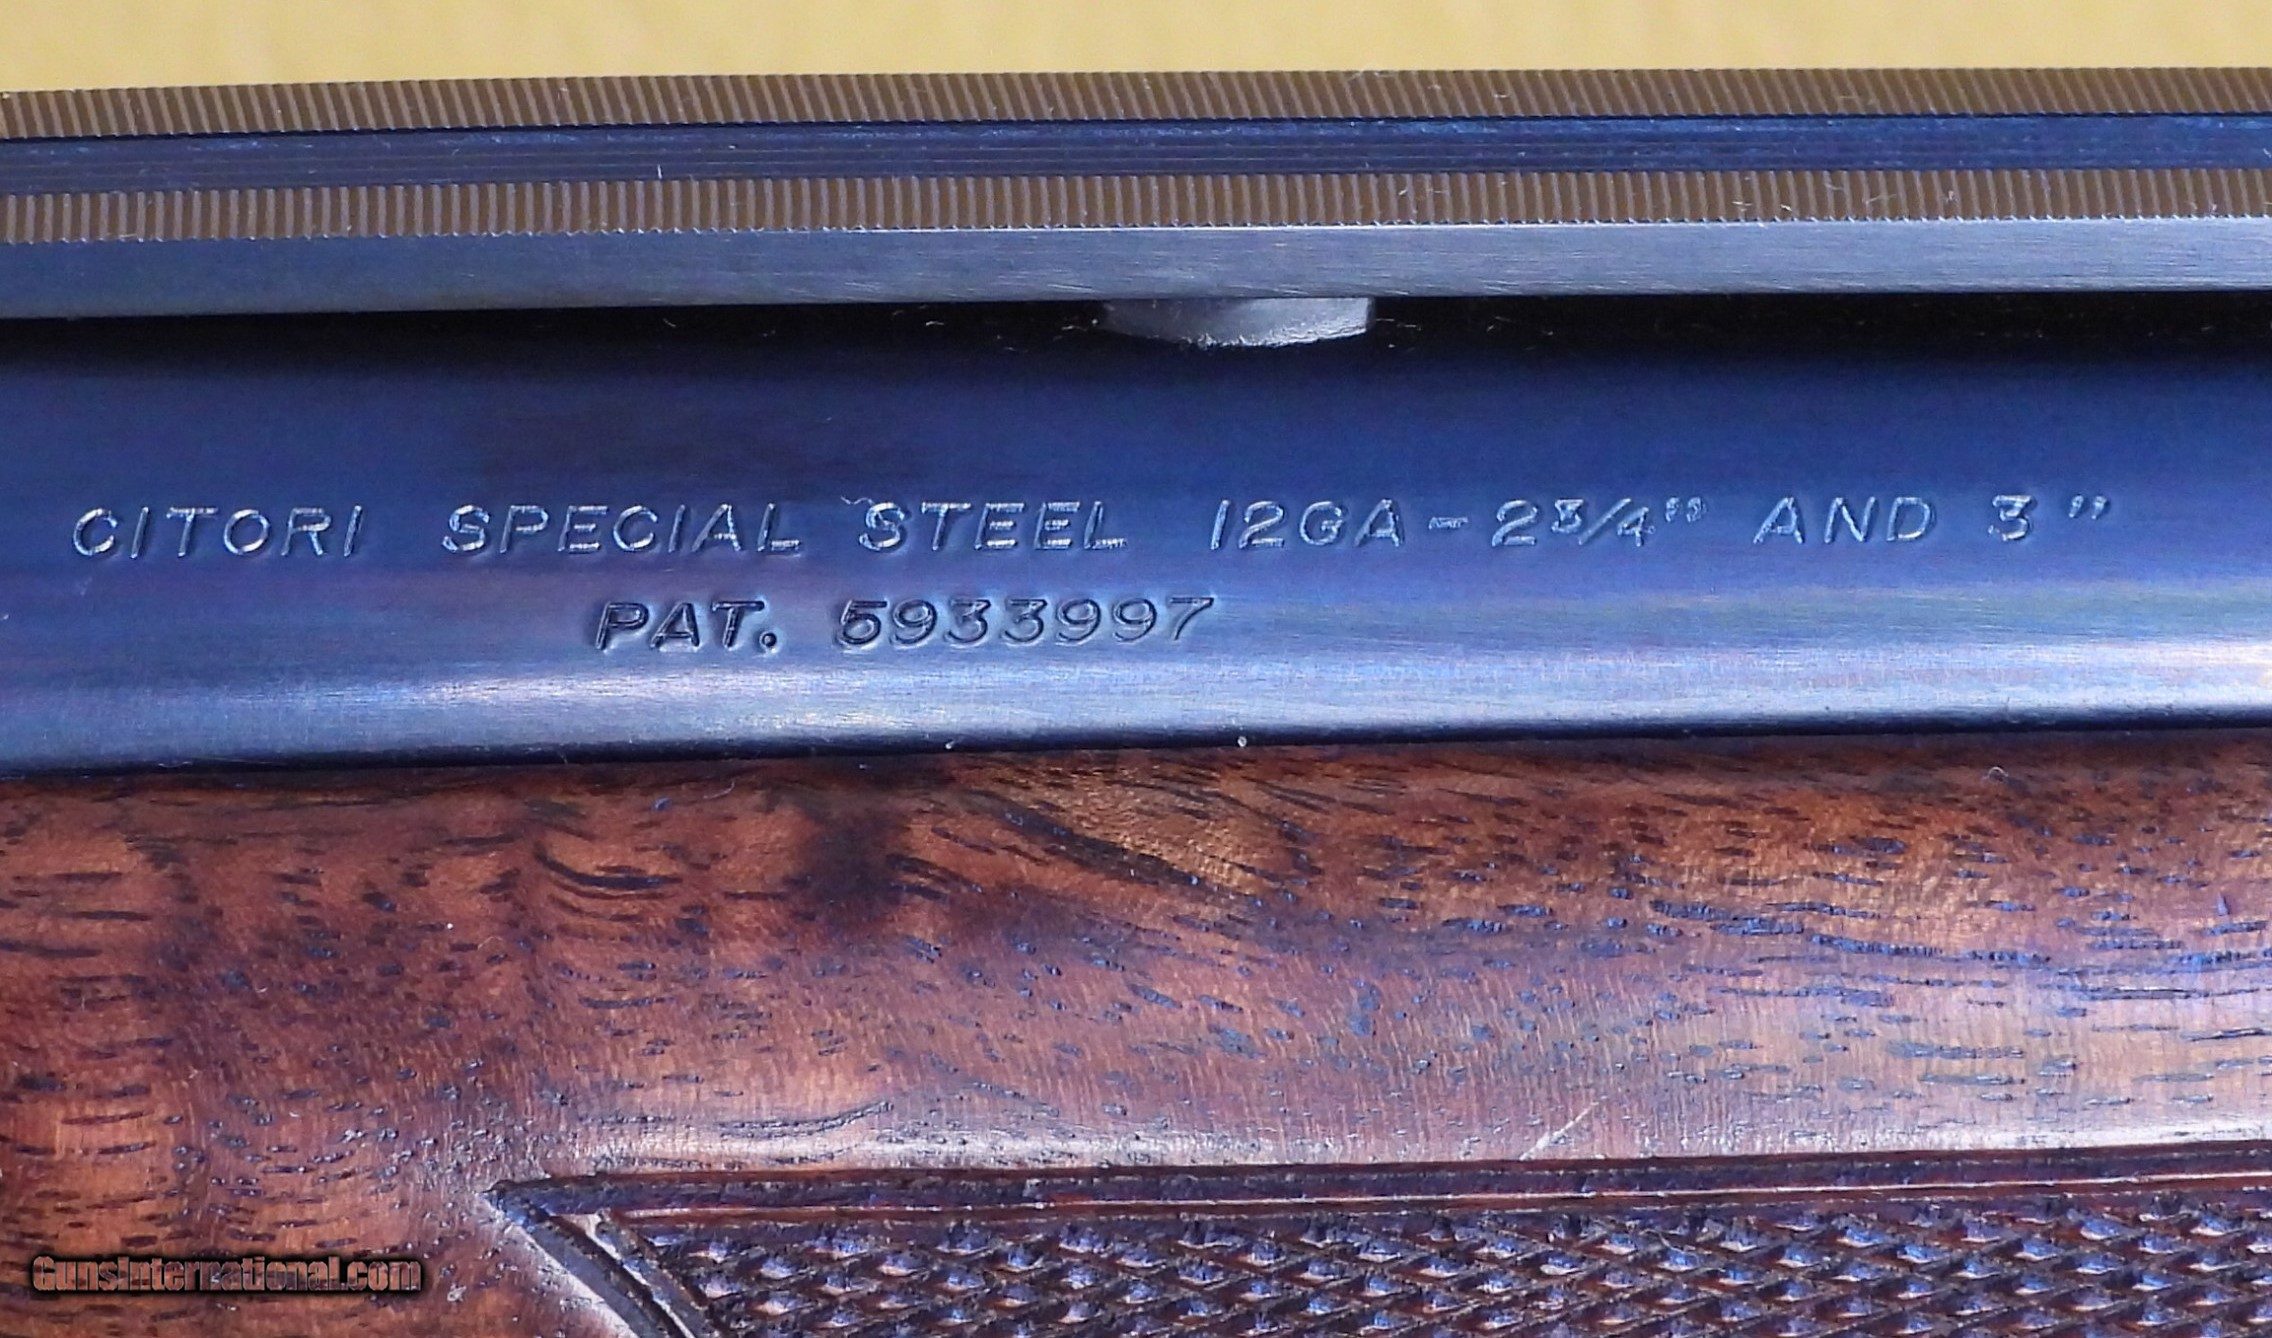 CITORI SPECIAL STEEL 12GA-2¾" AND 3"
PAT. 5933997
GunsInternational.com